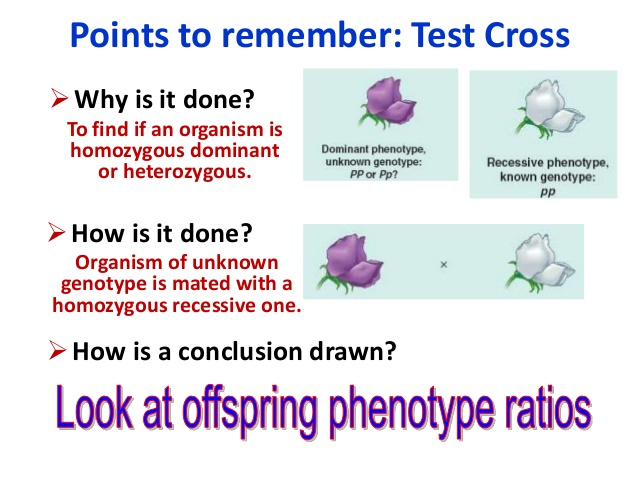 Points to remember: Test Cross
Why is it done?
To find if an organism is
homozygous dominant
or heterozygous.
Dominant phenotype,
unknown genotype:
PP or Pp?
Recessive phenotype,
known genotype:
pp
How is it done?
Organism of unknown
genotype is mated with a
homozygous recessive one.
×
How is a conclusion drawn?
Look at offspring phenotype ratios